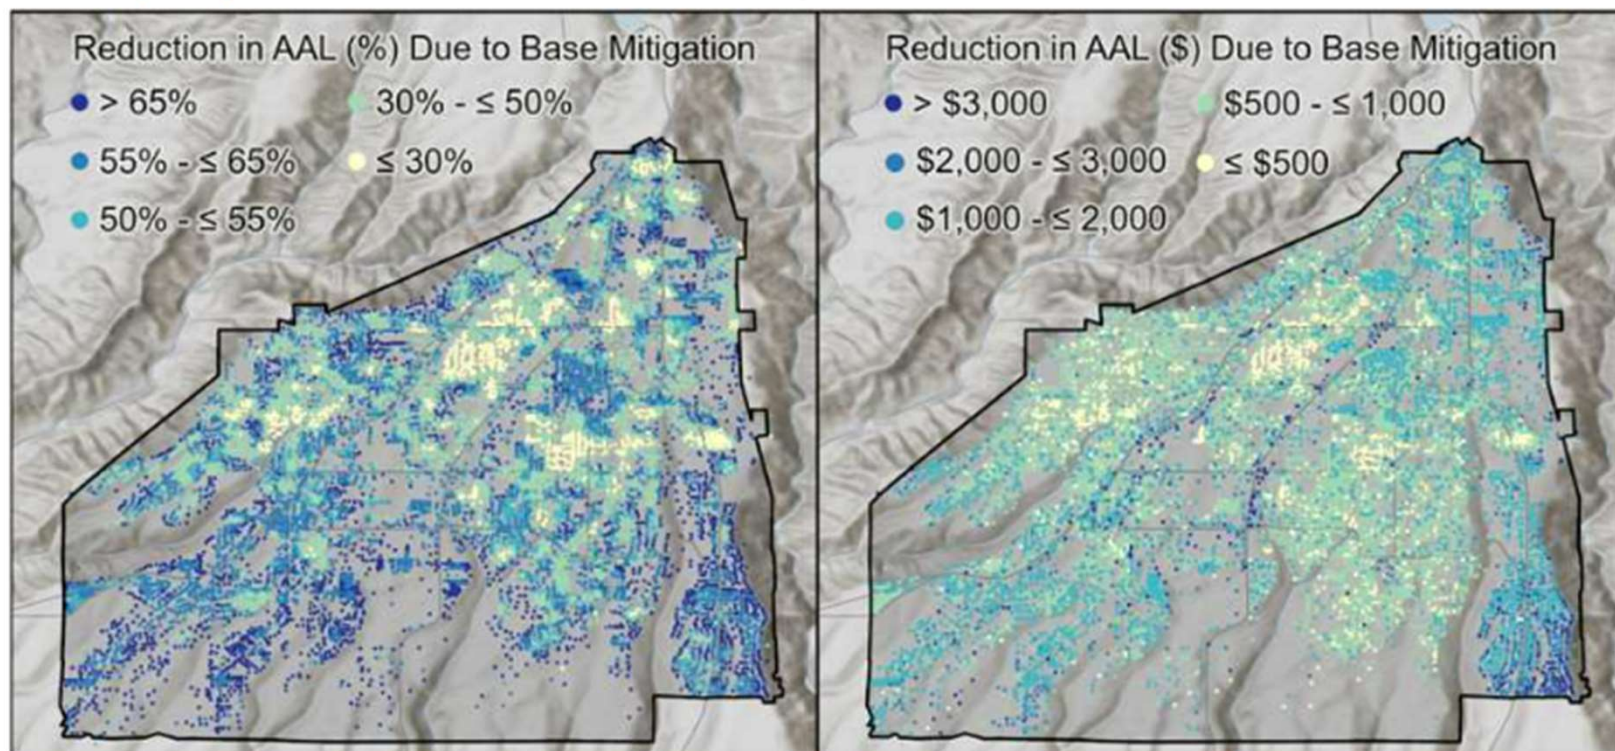 Reduction in AAL (%) Due to Base Mitigation
> 65%
30% - ≤ 50%
55% - ≤ 65%
≤ 30%
50% - ≤ 55%
Reduction in AAL ($) Due to Base Mitigation
> $3,000
$500 - ≤ 1,000
$2,000 - ≤ 3,000
≤ $500
$1,000 - ≤ 2,000